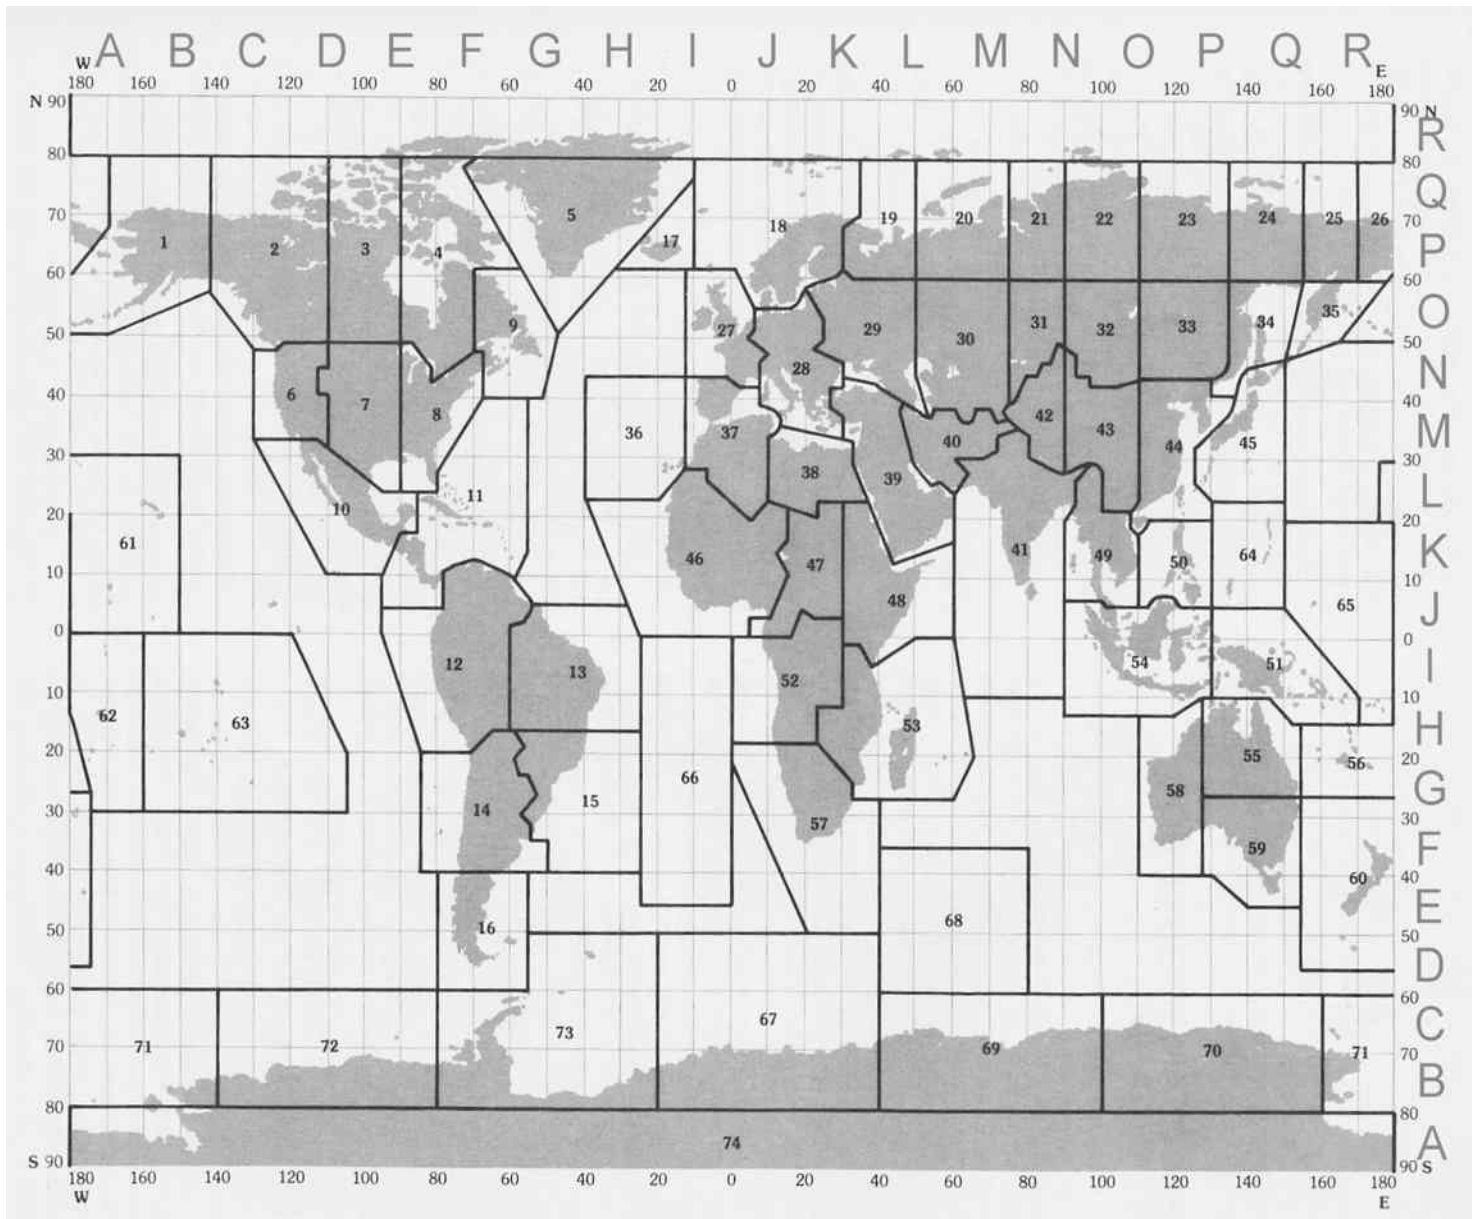 A B C D E F G H I J K L M N O P Q R
W E
180 160 140 120 100 80 60 40 20 0 20 40 60 80 100 120 140 160 180
N 90 90 N
R
80 80
Q
5
70 18 19 20 21 22 23 24 25 26 70
1 2 3 4 17 P
60 60
9 27 29 30 31 32 33 34 35 O
50 50
28 N
6 7 8 42
40 40
36 37 40 43 44 45 M
30 38 39 30
10 11 L
20 20
61 46 47 41 49 50 64 K
10 10
48 65 J
0 0
12 13 52 54 51 I
10 10
62 63 53 H
20 20
66 55 56
14 15 58 G
30 57 30
59 F
40 60 40
16 68 E
50 50
D
60 60
73 67 C
70 71 72 69 70 71 70
B
80 80
74 A
S 90 90 S
180 160 140 120 100 80 60 40 20 0 20 40 60 80 100 120 140 160 180
W E